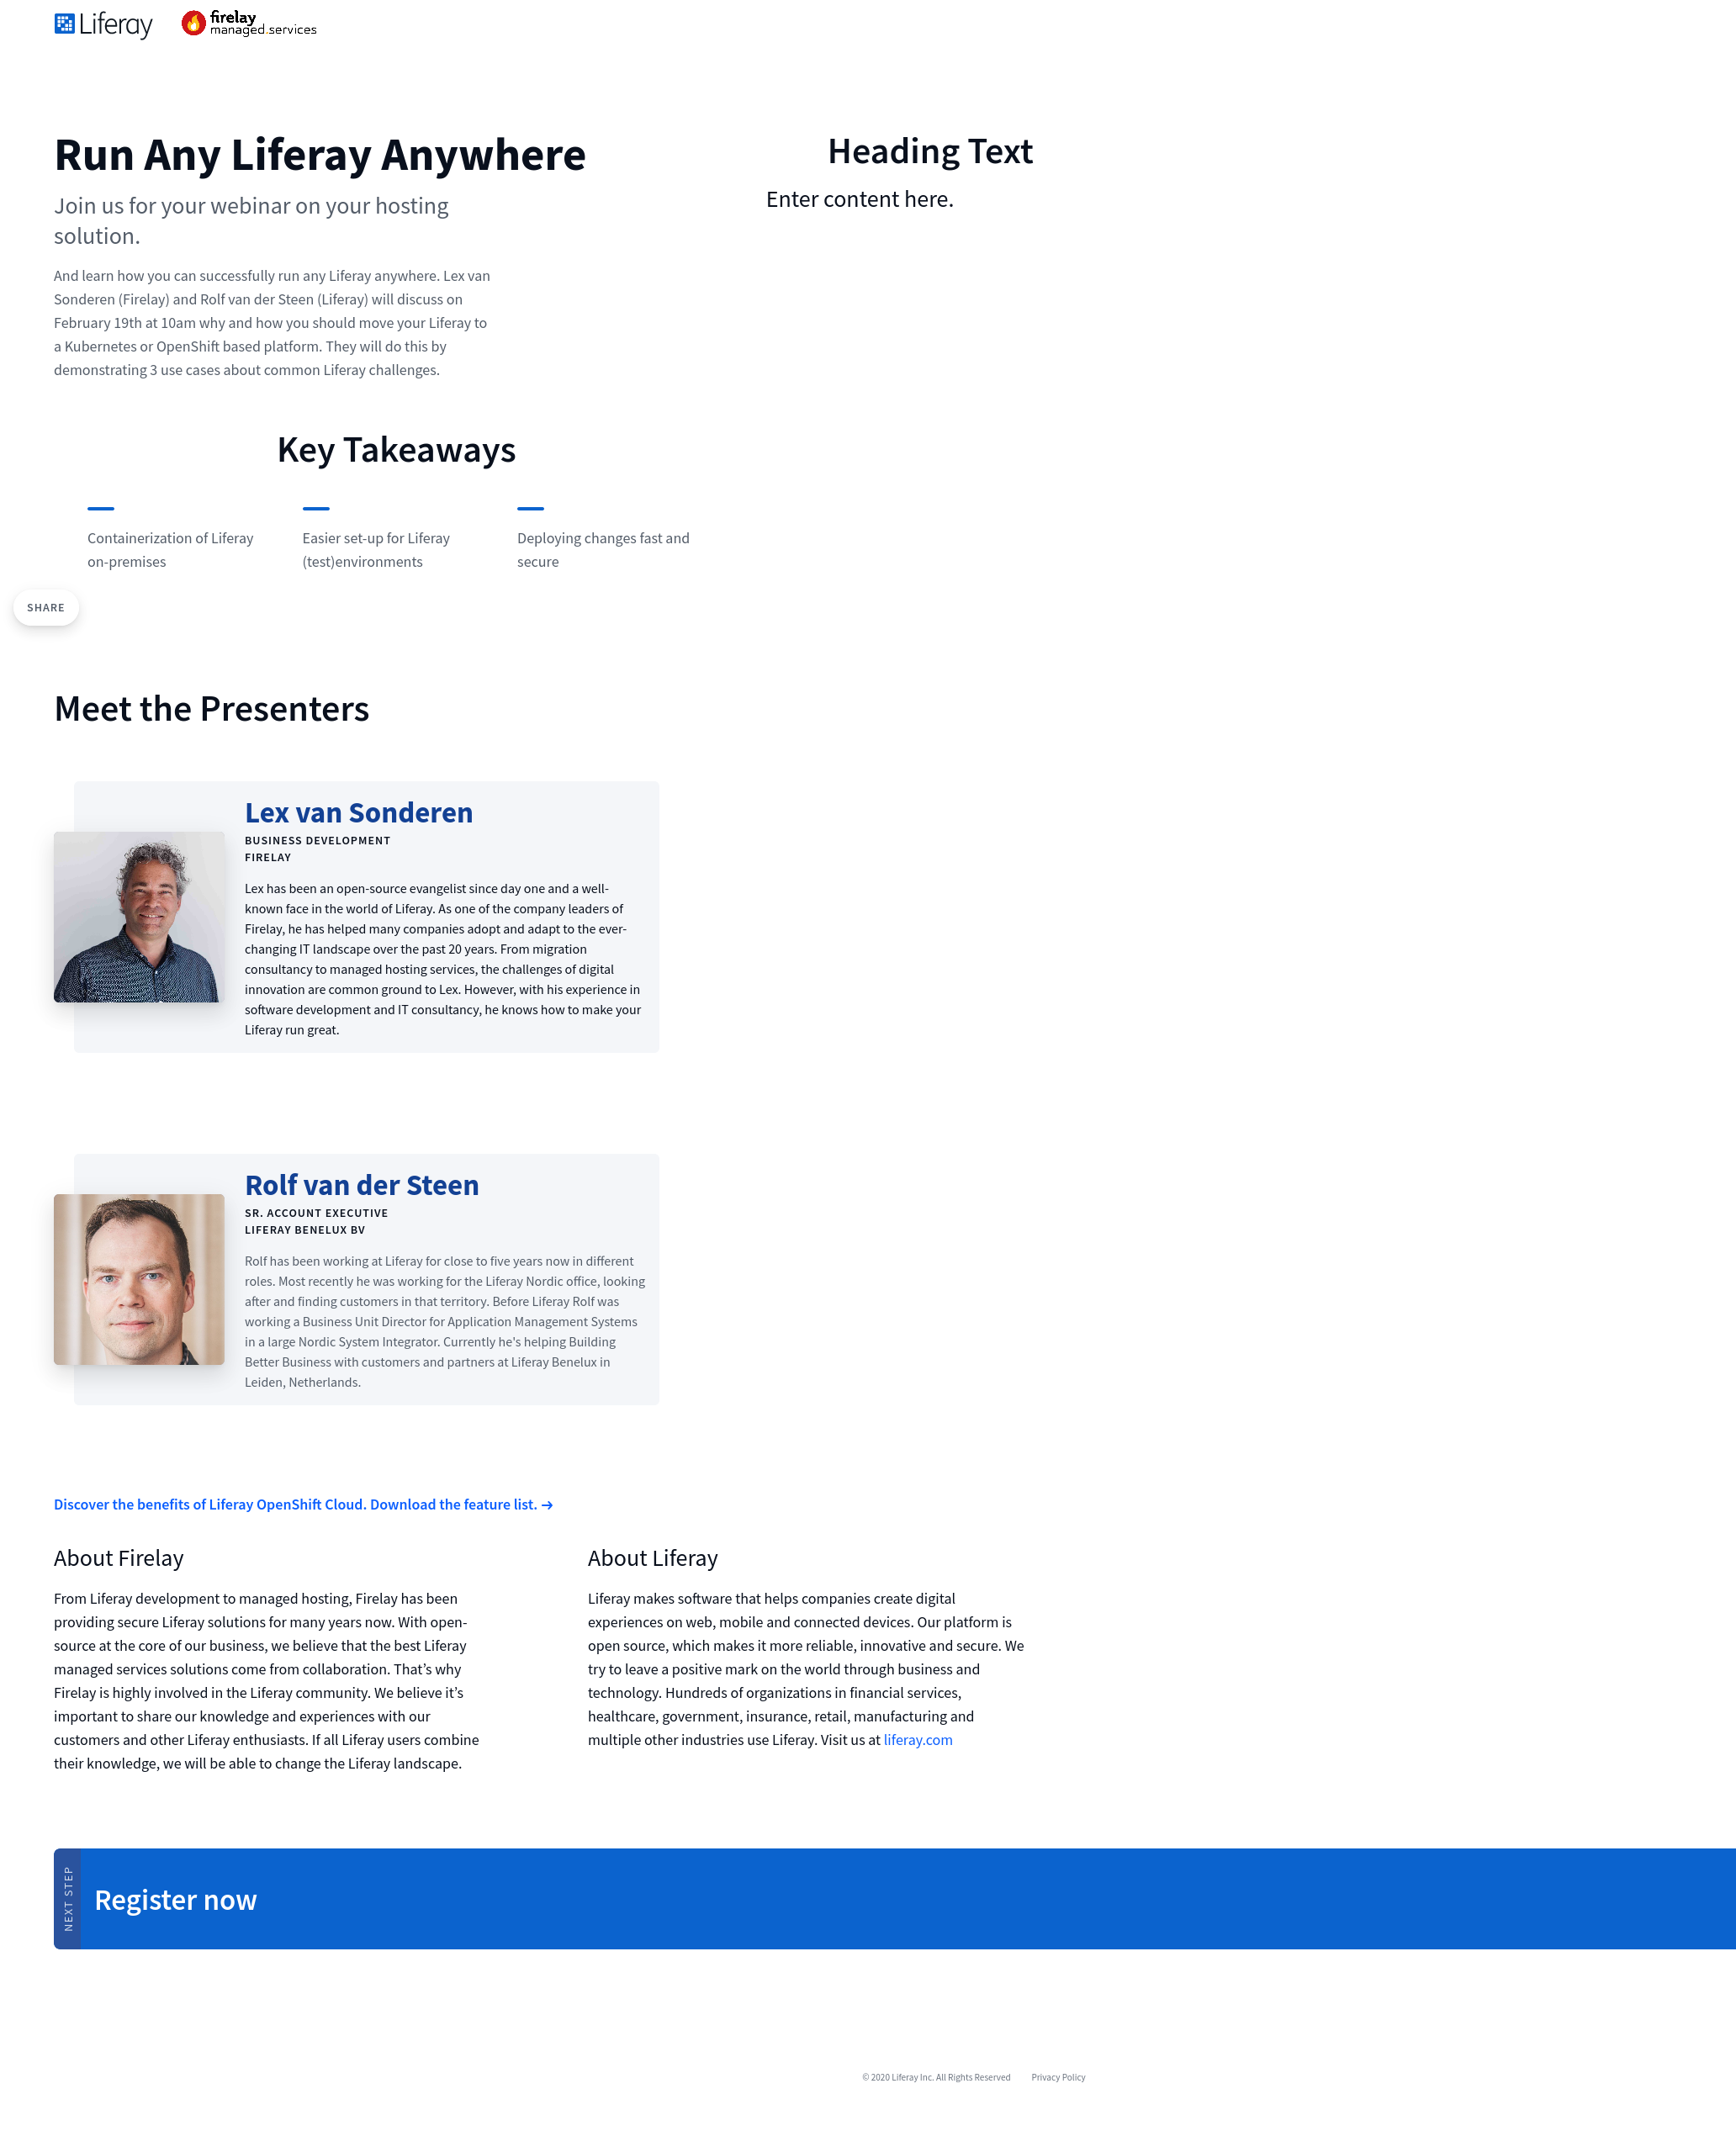 Liferay
firelay
managed.services
Run Any Liferay Anywhere
Join us for your webinar on your hosting
solution.
And learn how you can successfully run any Liferay anywhere. Lex van
Sonderen (Firelay) and Rolf van der Steen (Liferay) will discuss on
February 19th at 10am why and how you should move your Liferay to
a Kubernetes or OpenShift based platform. They will do this by
demonstrating 3 use cases about common Liferay challenges.
Heading Text
Enter content here.
Key Takeaways
Containerization of Liferay
on-premises
Easier set-up for Liferay
(test)environments
Deploying changes fast and
secure
SHARE
Meet the Presenters
Lex van Sonderen
BUSINESS DEVELOPMENT
FIRELAY
Lex has been an open-source evangelist since day one and a well-
known face in the world of Liferay. As one of the company leaders of
Firelay, he has helped many companies adopt and adapt to the ever-
changing IT landscape over the past 20 years. From migration
consultancy to managed hosting services, the challenges of digital
innovation are common ground to Lex. However, with his experience in
software development and IT consultancy, he knows how to make your
Liferay run great.
Rolf van der Steen
SR. ACCOUNT EXECUTIVE
LIFERAY BENELUX BV
Rolf has been working at Liferay for close to five years now in different
roles. Most recently he was working for the Liferay Nordic office, looking
after and finding customers in that territory. Before Liferay Rolf was
working a Business Unit Director for Application Management Systems
in a large Nordic System Integrator. Currently he's helping Building
Better Business with customers and partners at Liferay Benelux in
Leiden, Netherlands.
Discover the benefits of Liferay OpenShift Cloud. Download the feature list. →
About Firelay
From Liferay development to managed hosting, Firelay has been
providing secure Liferay solutions for many years now. With open-
source at the core of our business, we believe that the best Liferay
managed services solutions come from collaboration. That’s why
Firelay is highly involved in the Liferay community. We believe it’s
important to share our knowledge and experiences with our
customers and other Liferay enthusiasts. If all Liferay users combine
their knowledge, we will be able to change the Liferay landscape.
About Liferay
Liferay makes software that helps companies create digital
experiences on web, mobile and connected devices. Our platform is
open source, which makes it more reliable, innovative and secure. We
try to leave a positive mark on the world through business and
technology. Hundreds of organizations in financial services,
healthcare, government, insurance, retail, manufacturing and
multiple other industries use Liferay. Visit us at liferay.com
NEXT STEP
Register now
© 2020 Liferay Inc. All Rights Reserved
Privacy Policy